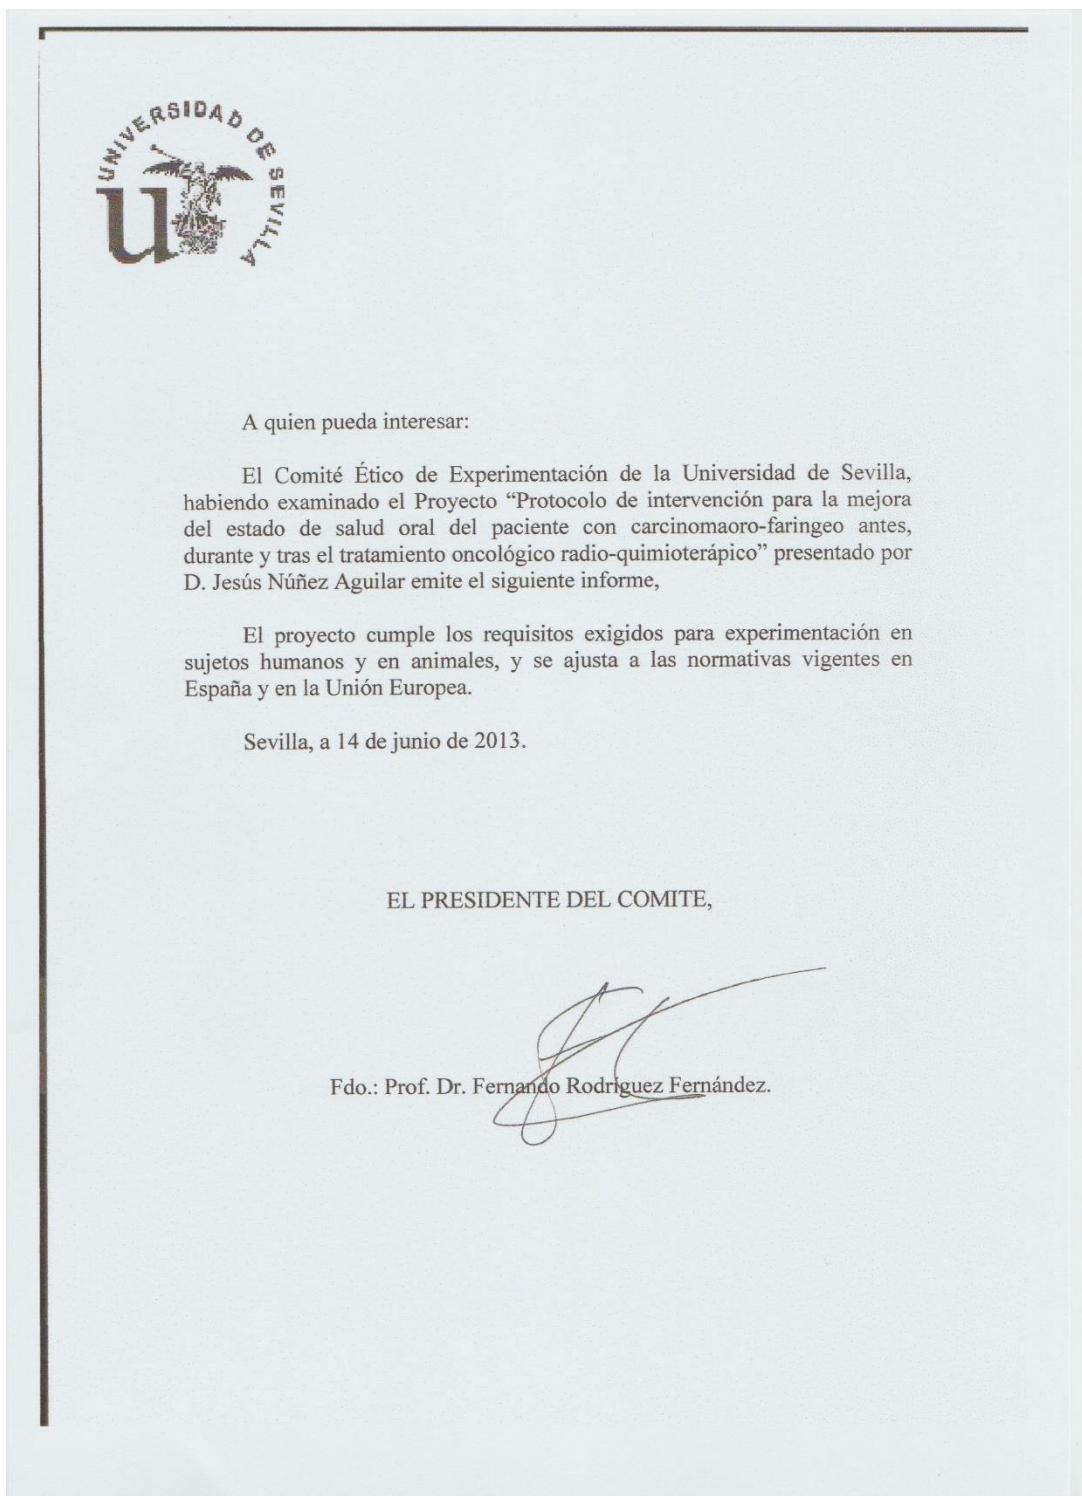 UNIVERSIDAD DE SEVILLA
u
A quien pueda interesar:
El Comité Ético de Experimentación de la Universidad de Sevilla,
habiendo examinado el Proyecto “Protocolo de intervención para la mejora
del estado de salud oral del paciente con carcinomaoro-faringeo antes,
durante y tras el tratamiento oncológico radio-quimioterápico” presentado por
D. Jesús Núñez Aguilar emite el siguiente informe,
El proyecto cumple los requisitos exigidos para experimentación en
sujetos humanos y en animales, y se ajusta a las normativas vigentes en
España y en la Unión Europea.
Sevilla, a 14 de junio de 2013.
EL PRESIDENTE DEL COMITE,
Fdo.: Prof. Dr. Fernando Rodríguez Fernández.